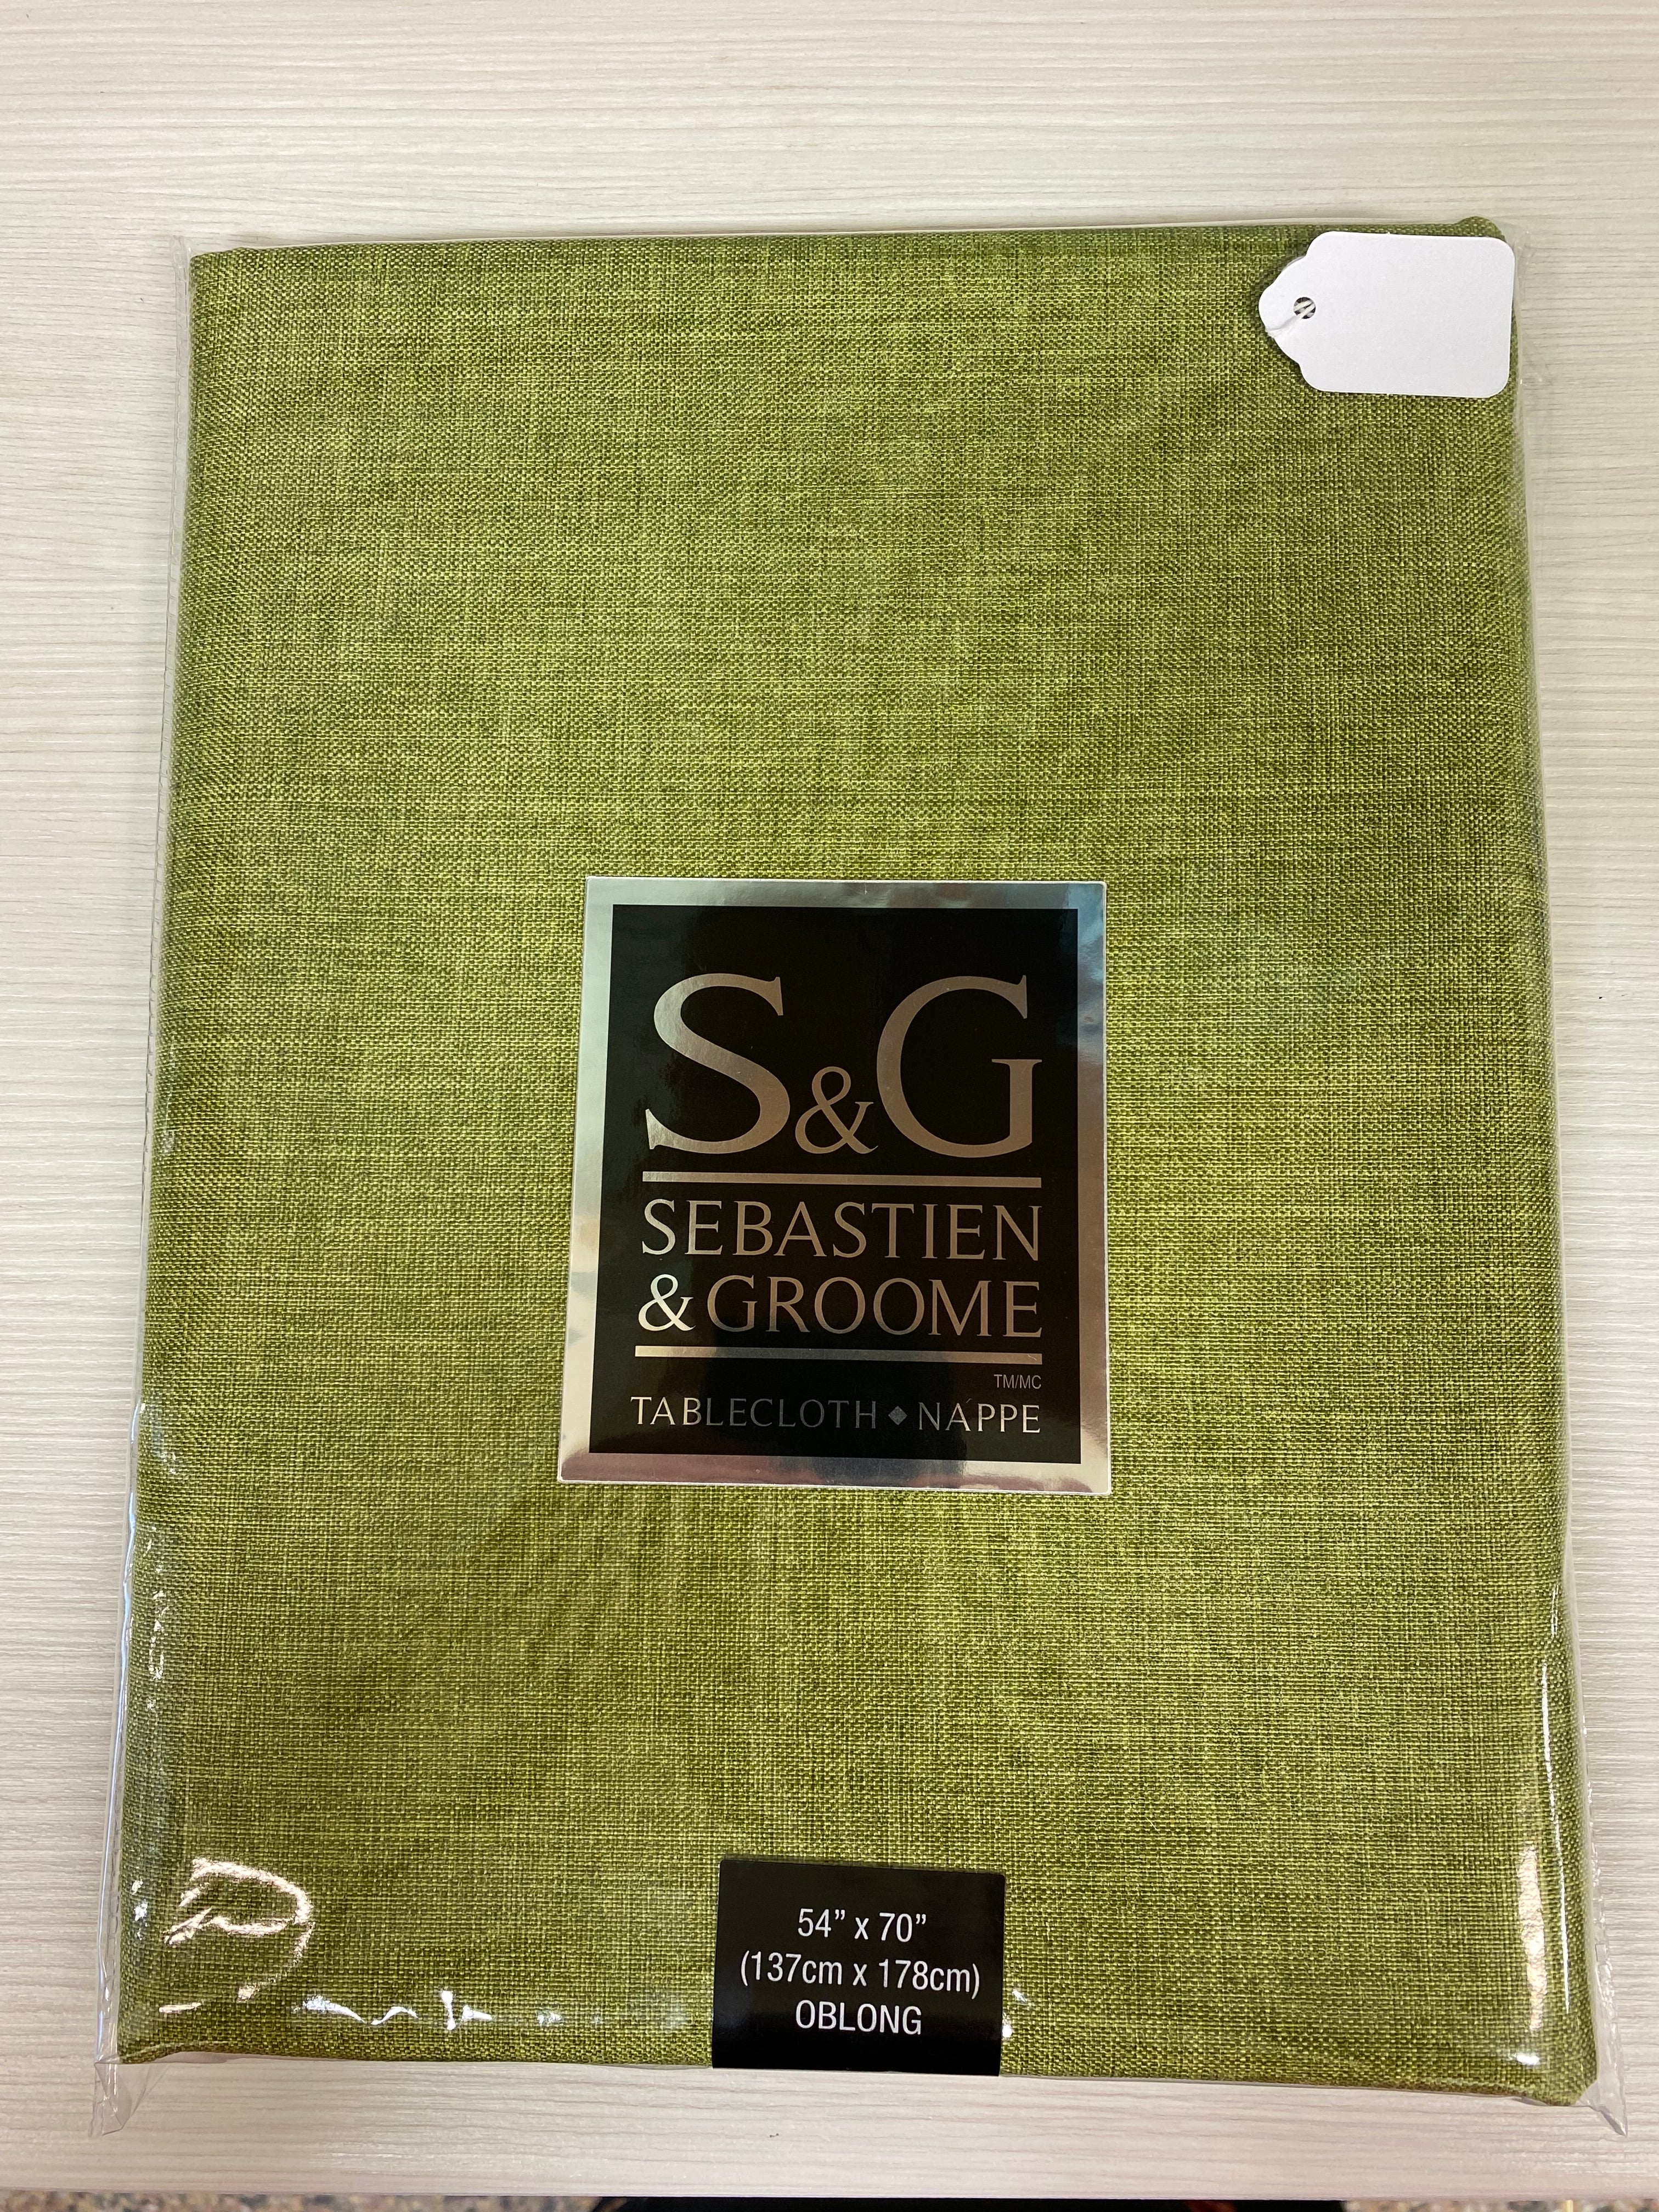 S&G
SEBASTIEN
& GROOME
TM/MC
TABLECLOTH ◆ NAPPE
54” x 70”
(137cm x 178cm)
OBLONG